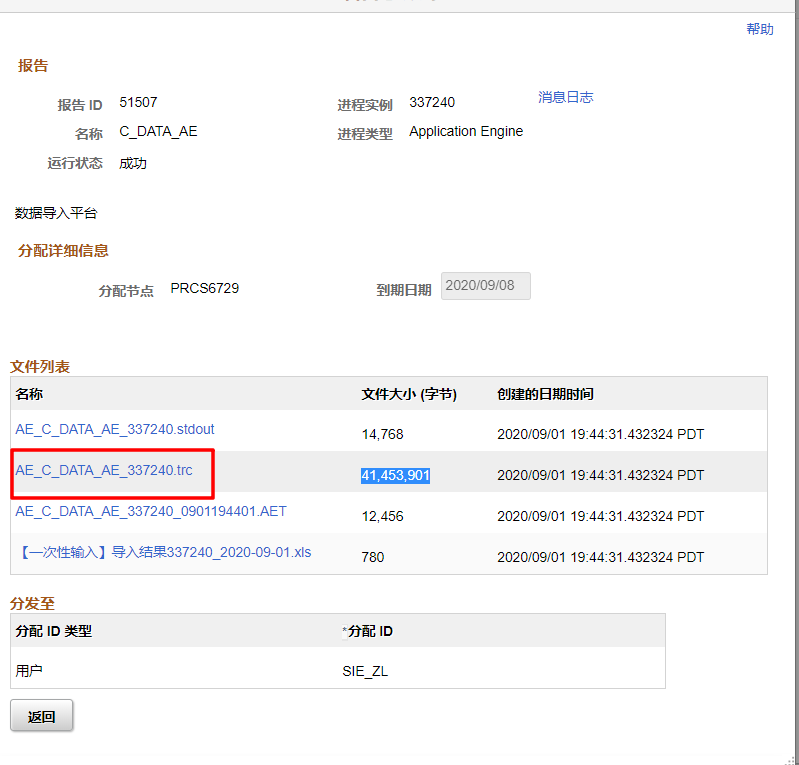 帮助
报告
报告 ID 51507 进程实例 337240 消息日志
名称 C_DATA_AE 进程类型 Application Engine
运行状态 成功
数据导入平台
分配详细信息
分配节点 PRCS6729 到期日期 2020/09/08
文件列表
名称 文件大小 (字节) 创建的日期时间
AE_C_DATA_AE_337240.stdout 14,768 2020/09/01 19:44:31.432324 PDT
AE_C_DATA_AE_337240.trc 41,453,901 2020/09/01 19:44:31.432324 PDT
AE_C_DATA_AE_337240_0901194401.AET 12,456 2020/09/01 19:44:31.432324 PDT
【一次性输入】导入结果337240_2020-09-01.xls 780 2020/09/01 19:44:31.432324 PDT
分发至
分配 ID 类型 *分配 ID
用户 SIE_ZL
返回